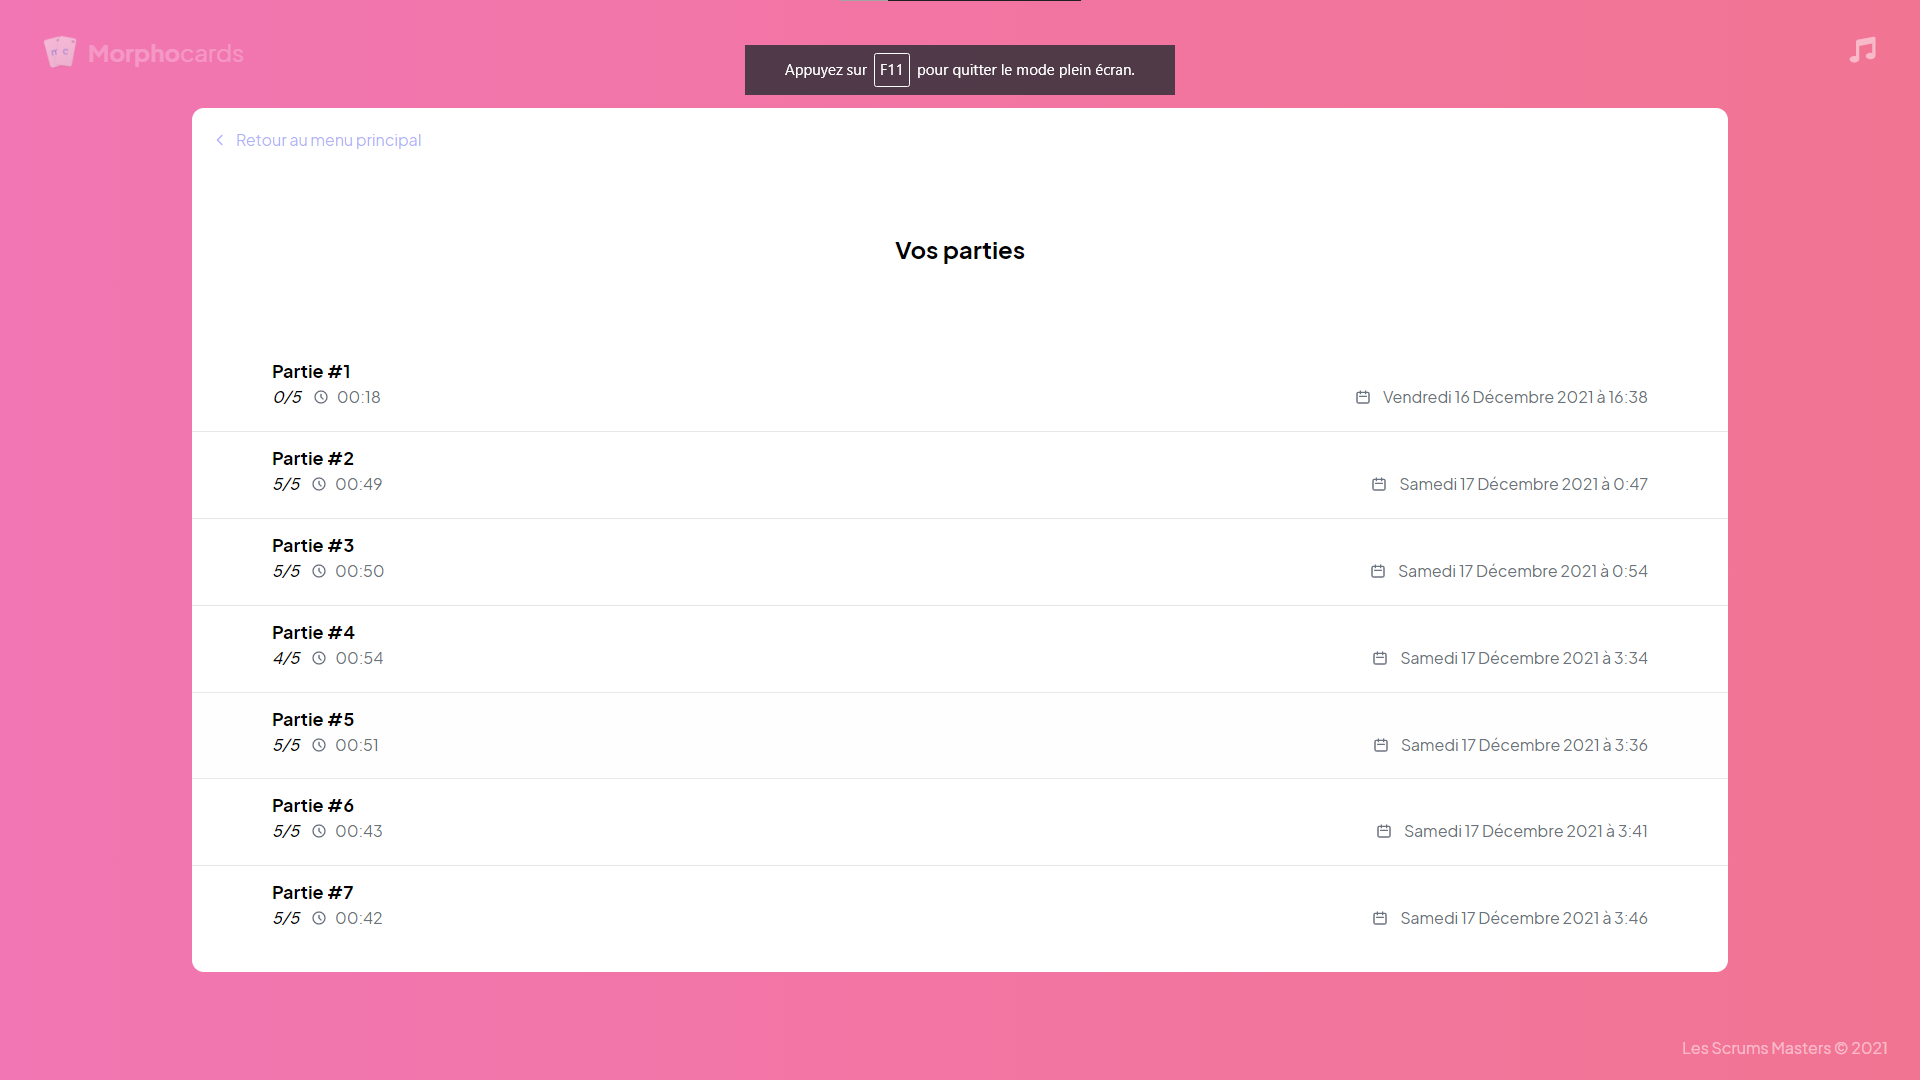 Morphocards
Appuyez sur F11 pour quitter le mode plein écran.
Retour au menu principal
Vos parties
Partie #1
0/5 00:18 Vendredi 16 Décembre 2021 à 16:38
Partie #2
5/5 00:49 Samedi 17 Décembre 2021 à 0:47
Partie #3
5/5 00:50 Samedi 17 Décembre 2021 à 0:54
Partie #4
4/5 00:54 Samedi 17 Décembre 2021 à 3:34
Partie #5
5/5 00:51 Samedi 17 Décembre 2021 à 3:36
Partie #6
5/5 00:43 Samedi 17 Décembre 2021 à 3:41
Partie #7
5/5 00:42 Samedi 17 Décembre 2021 à 3:46
Les Scrums Masters © 2021